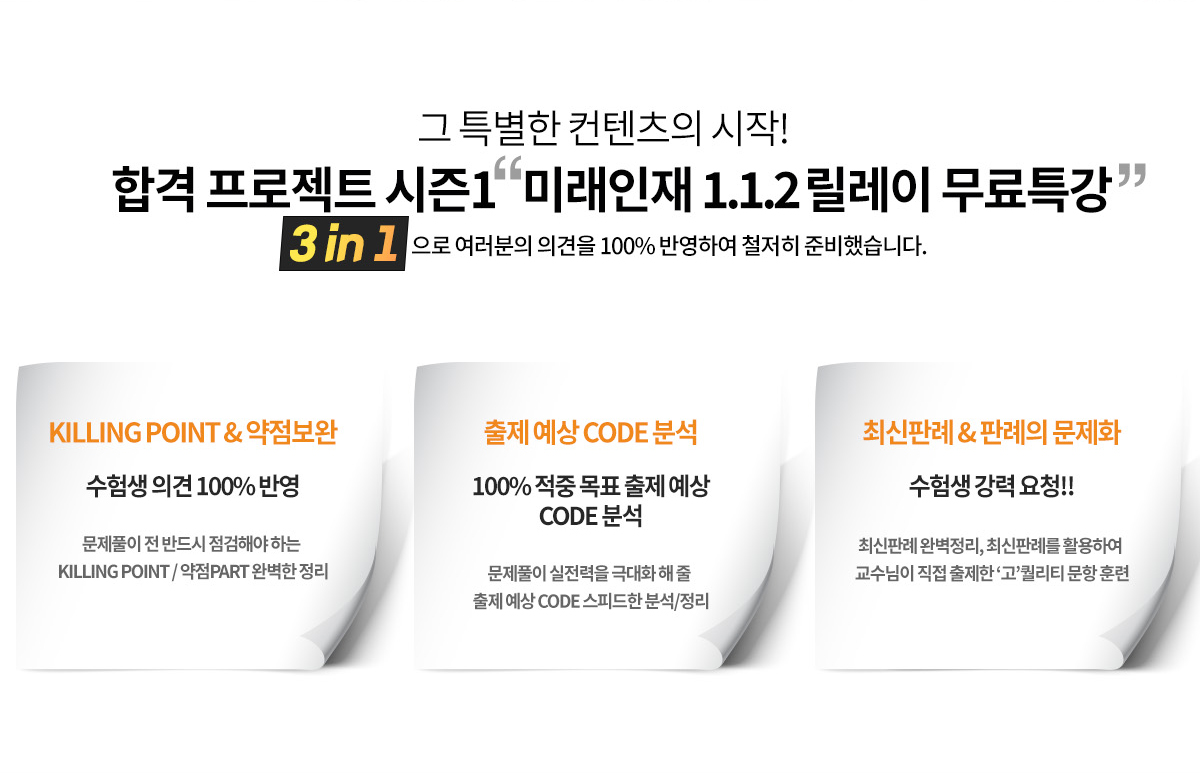 그 특별한 컨텐츠의 시작!
합격 프로젝트 시즌1 “미래인재 1.1.2 릴레이 무료특강”
3 in 1 으로 여러분의 의견을 100% 반영하여 철저히 준비했습니다.
KILLING POINT & 약점보완
수험생 의견 100% 반영
문제풀이 전 반드시 점검해야 하는
KILLING POINT / 약점PART 완벽한 정리
출제 예상 CODE 분석
100% 적중 목표 출제 예상
CODE 분석
문제풀이 실전력을 극대화 해 줄
출제 예상 CODE 스피드한 분석/정리
최신판례 & 판례의 문제화
수험생 강력 요청!!
최신판례 완벽정리, 최신판례를 활용하여
교수님이 직접 출제한 ‘고’퀄리티 문항 훈련